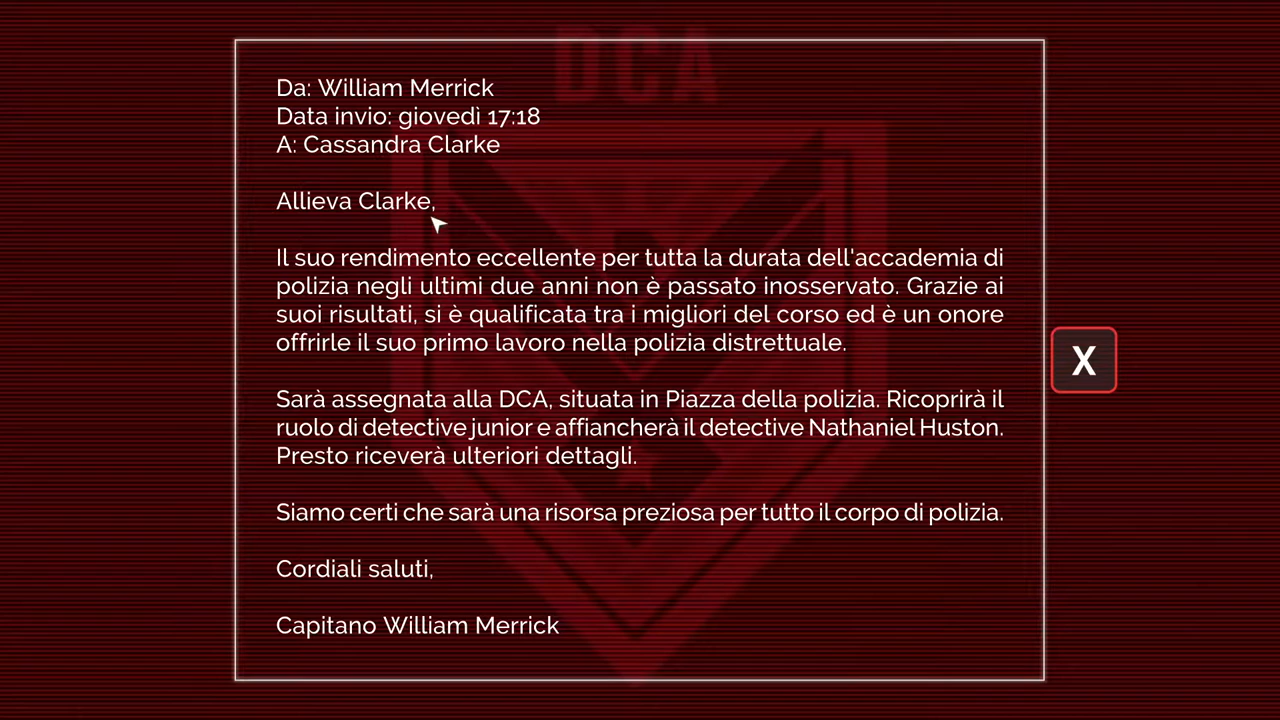 DCA
Da: William Merrick
Data invio: giovedì 17:18
A: Cassandra Clarke
Allieva Clarke,
Il suo rendimento eccellente per tutta la durata dell'accademia di
polizia negli ultimi due anni non è passato inosservato. Grazie ai
suoi risultati, si è qualificata tra i migliori del corso ed è un onore
offrirle il suo primo lavoro nella polizia distrettuale.
Sarà assegnata alla DCA, situata in Piazza della polizia. Ricoprirà il
ruolo di detective junior e affiancherà il detective Nathaniel Huston.
Presto riceverà ulteriori dettagli.
Siamo certi che sarà una risorsa preziosa per tutto il corpo di polizia.
Cordiali saluti,
Capitano William Merrick
X